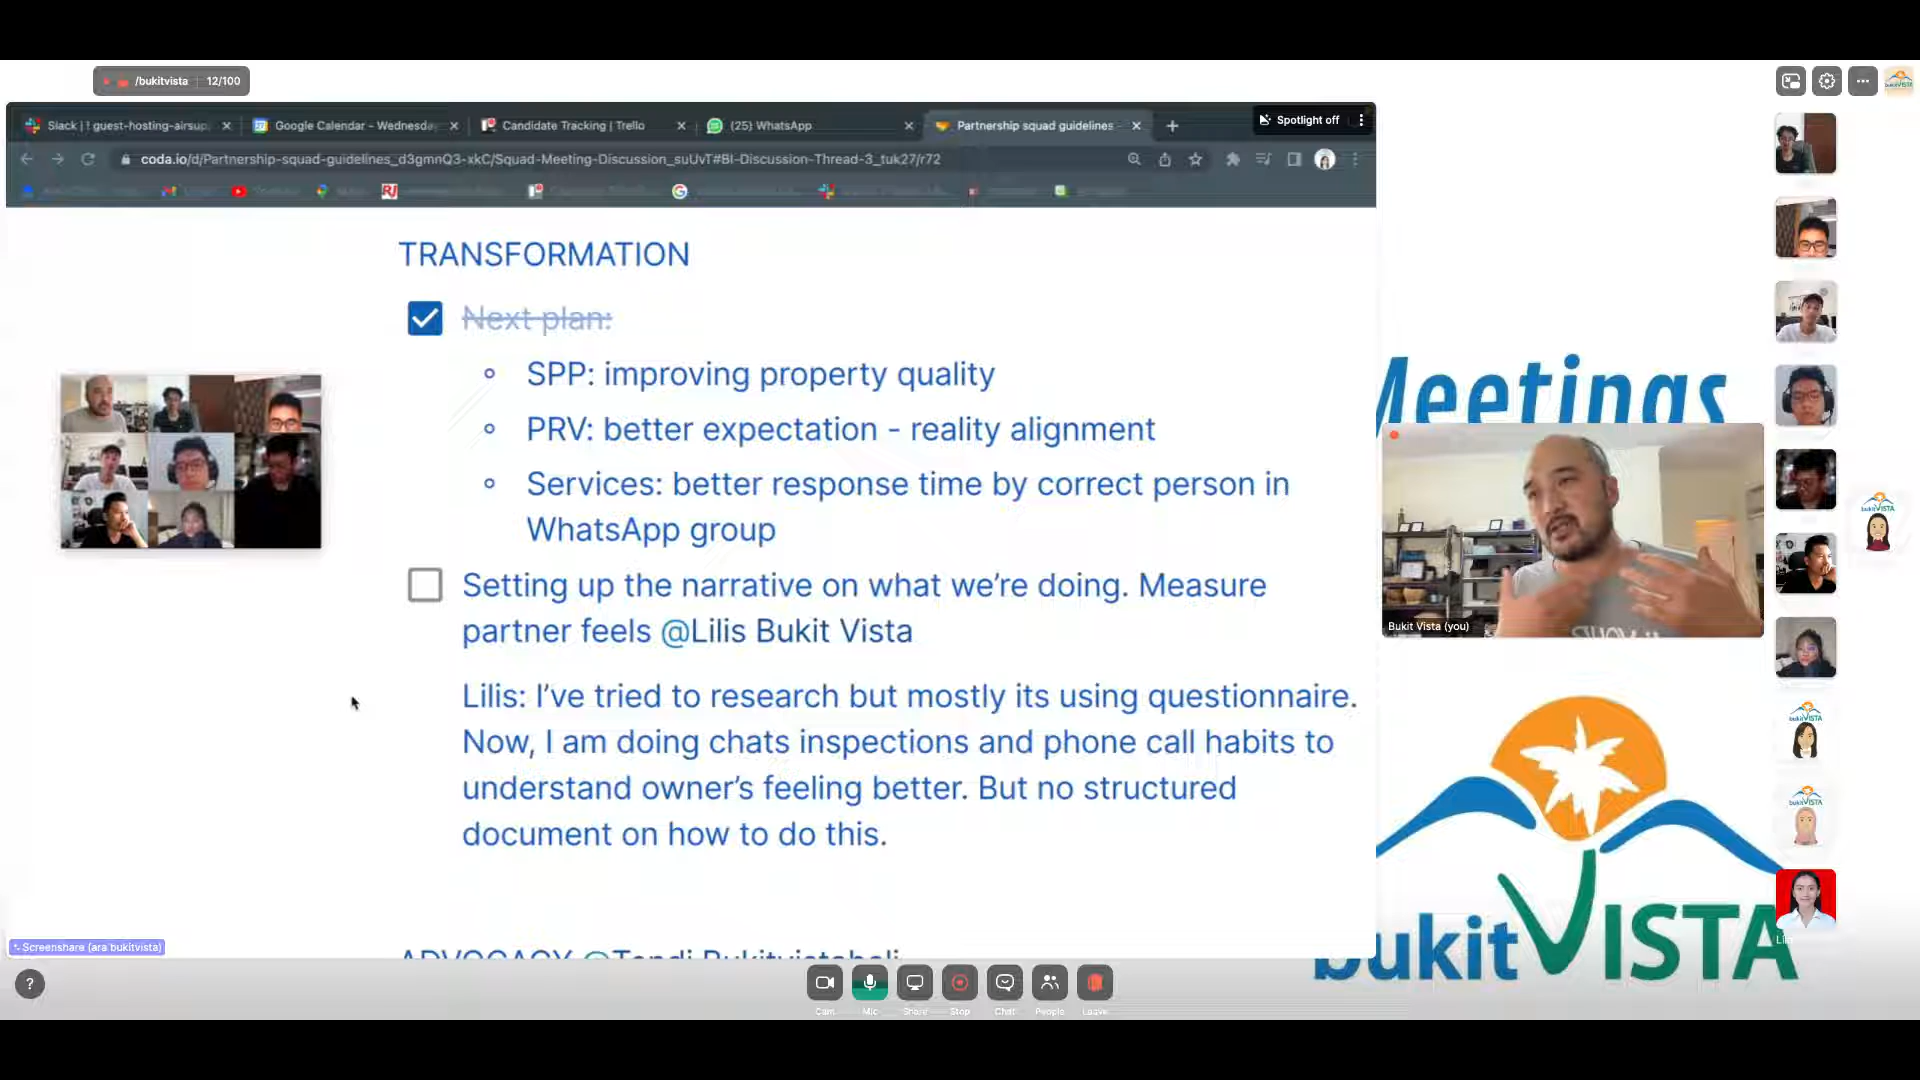 /bukitvista 12/100
Slack | ! guest-hosting-airsup
Google Calendar - Wednesda
Candidate Tracking | Trello
(25) WhatsApp
Partnership squad guidelines
Spotlight off
coda.io/d/Partnership-squad-guidelines_d3gmnQ3-xkC/Squad-Meeting-Discussion_suUvT#BI-Discussion-Thread-3_tuk27/r72
TRANSFORMATION
Next plan:
SPP: improving property quality
PRV: better expectation - reality alignment
Services: better response time by correct person in
WhatsApp group
Setting up the narrative on what we're doing. Measure
partner feels @Lilis Bukit Vista
Lilis: I've tried to research but mostly its using questionnaire.
Now, I am doing chats inspections and phone call habits to
understand owner's feeling better. But no structured
document on how to do this.
ADVOCACY @Tendi Bukitvistabali
Meetings
Bukit Vista (you)
bukitVISTA
Screenshare (ara bukitvista)
?
Cam
Mic
Share
Stop
Chat
People
Leave